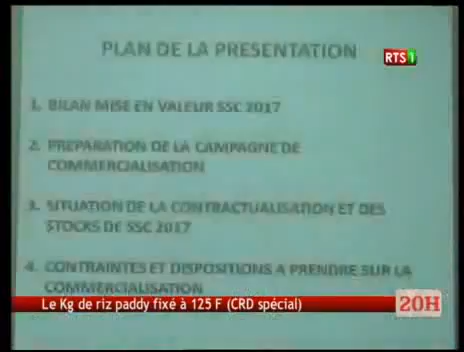 PLAN DE LA PRESENTATION
RTS1
1. BILAN MISE EN VALEUR SSC 2017
2. PREPARATION DE LA CAMPAGNE DE
COMMERCIALISATION
3. SITUATION DE LA CONTRACTUALISATION ET DES
STOCKS DE SSC 2017
4. CONTRAINTES ET DISPOSITIONS A PRENDRE SUR LA
COMMERCIALISATION
Le Kg de riz paddy fixé à 125 F (CRD spécial)
20H